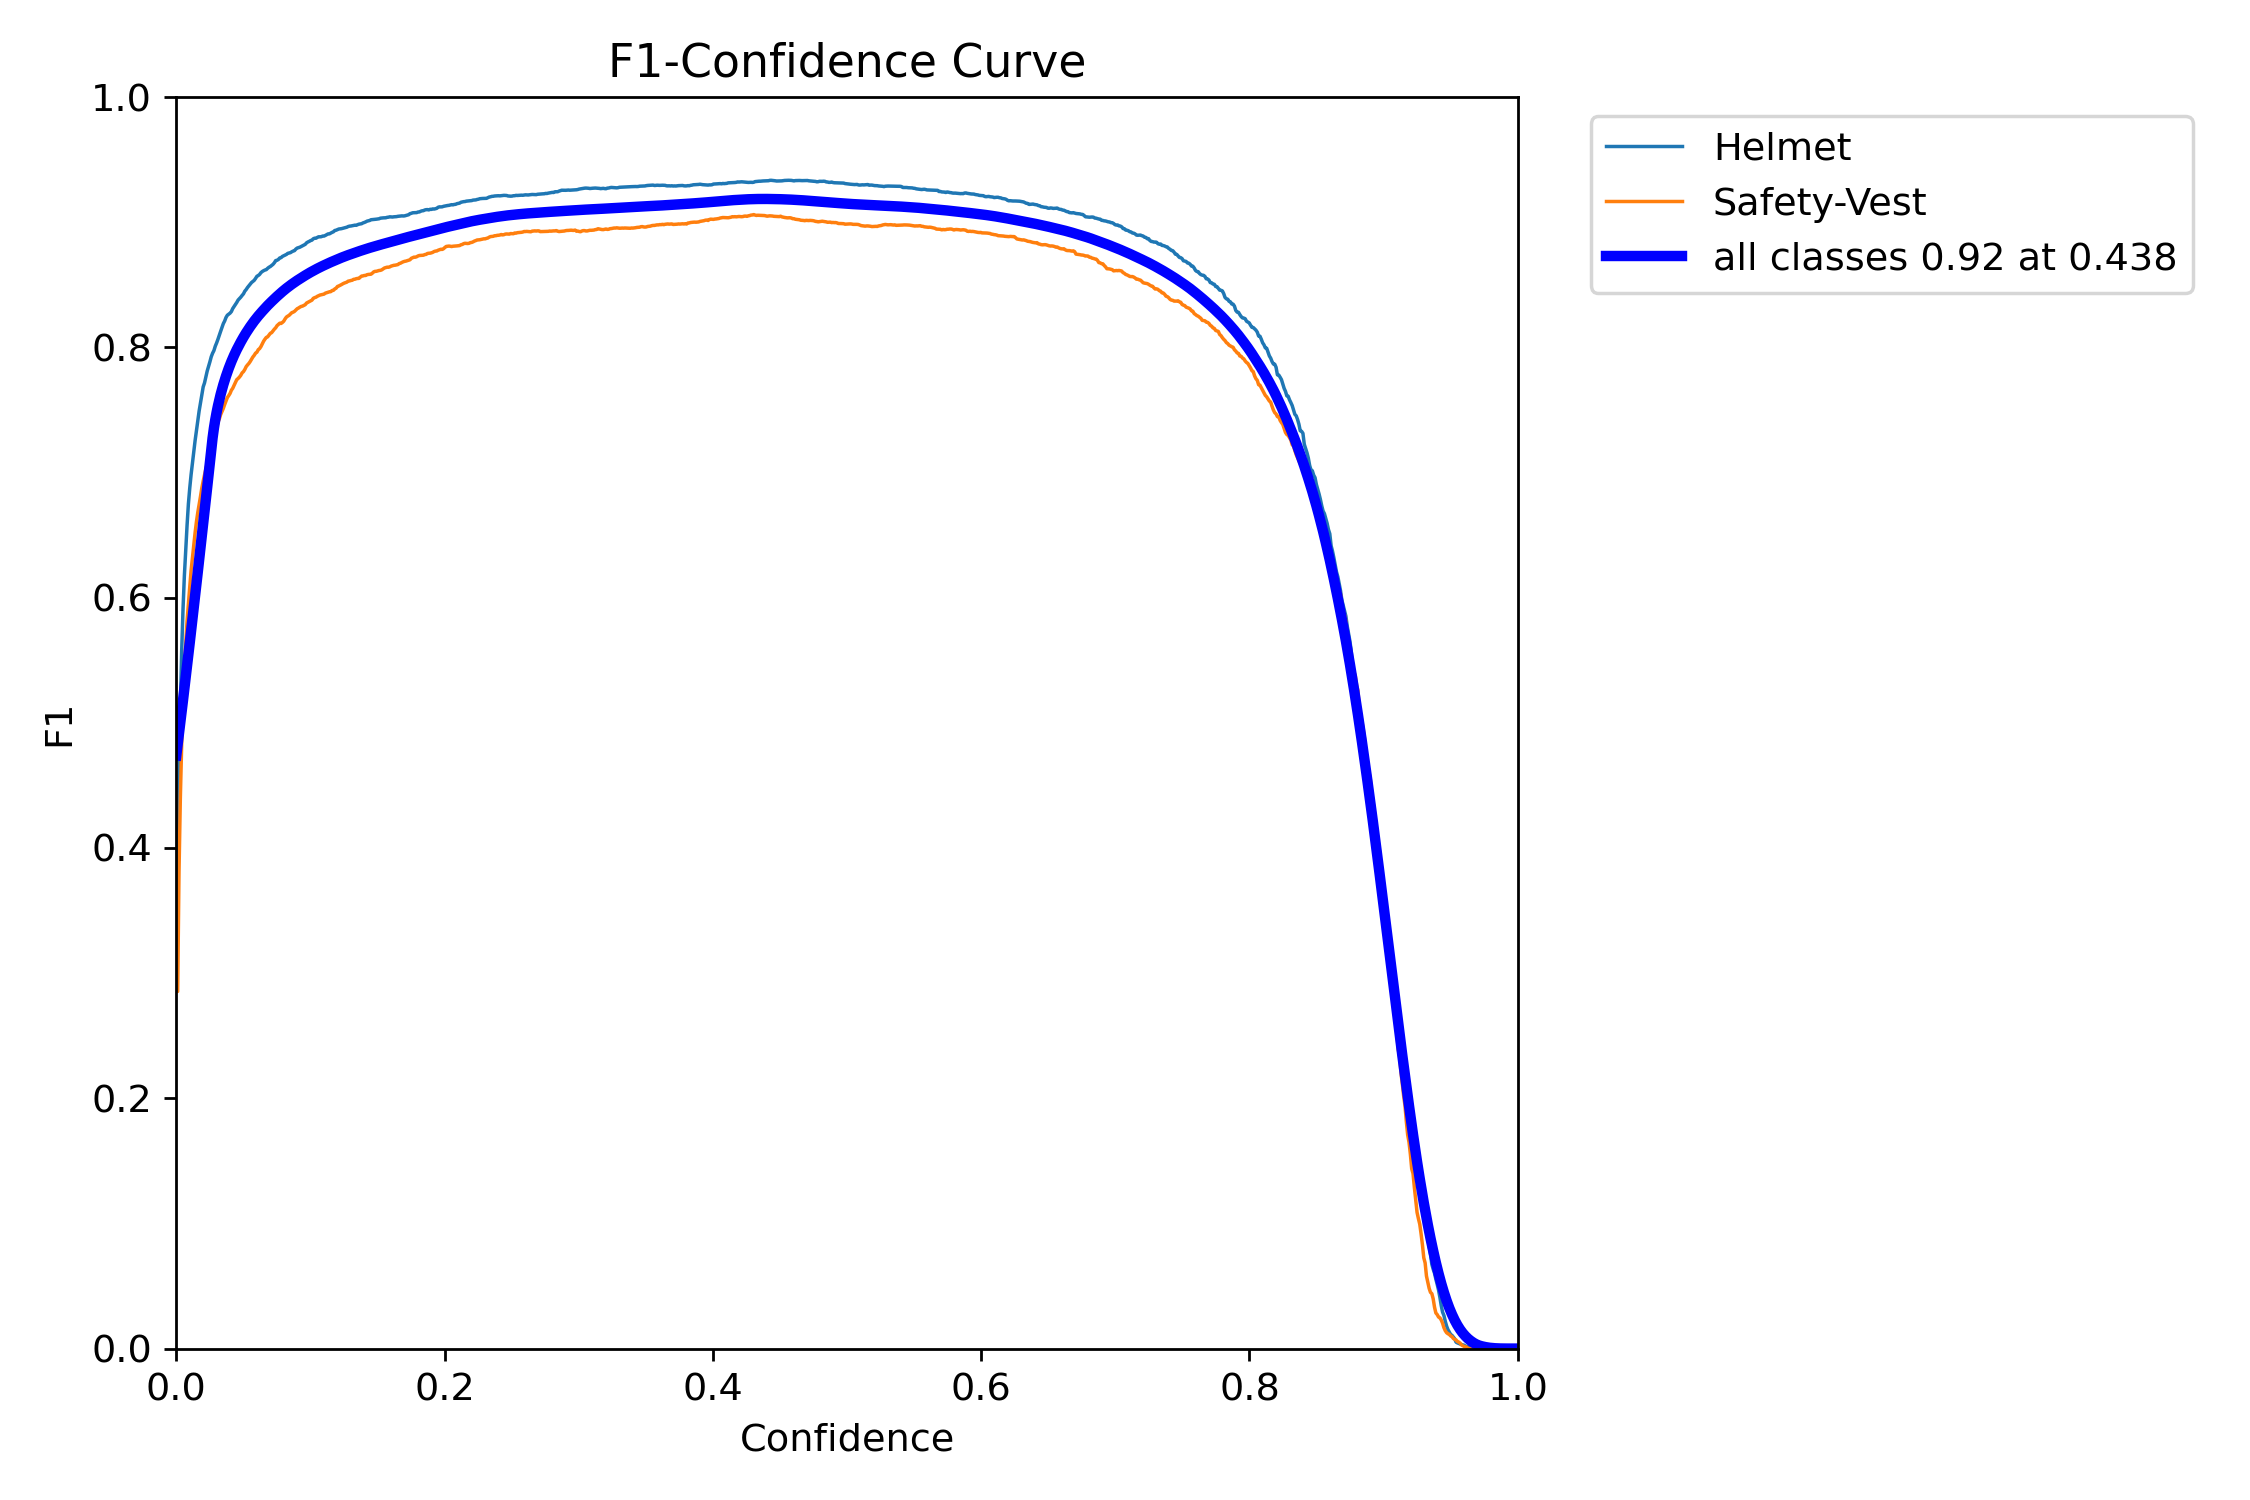 F1-Confidence Curve
1.0
0.8
0.6
0.4
0.2
0.0
F1
0.0 0.2 0.4 0.6 0.8 1.0
Confidence
Helmet
Safety-Vest
all classes 0.92 at 0.438